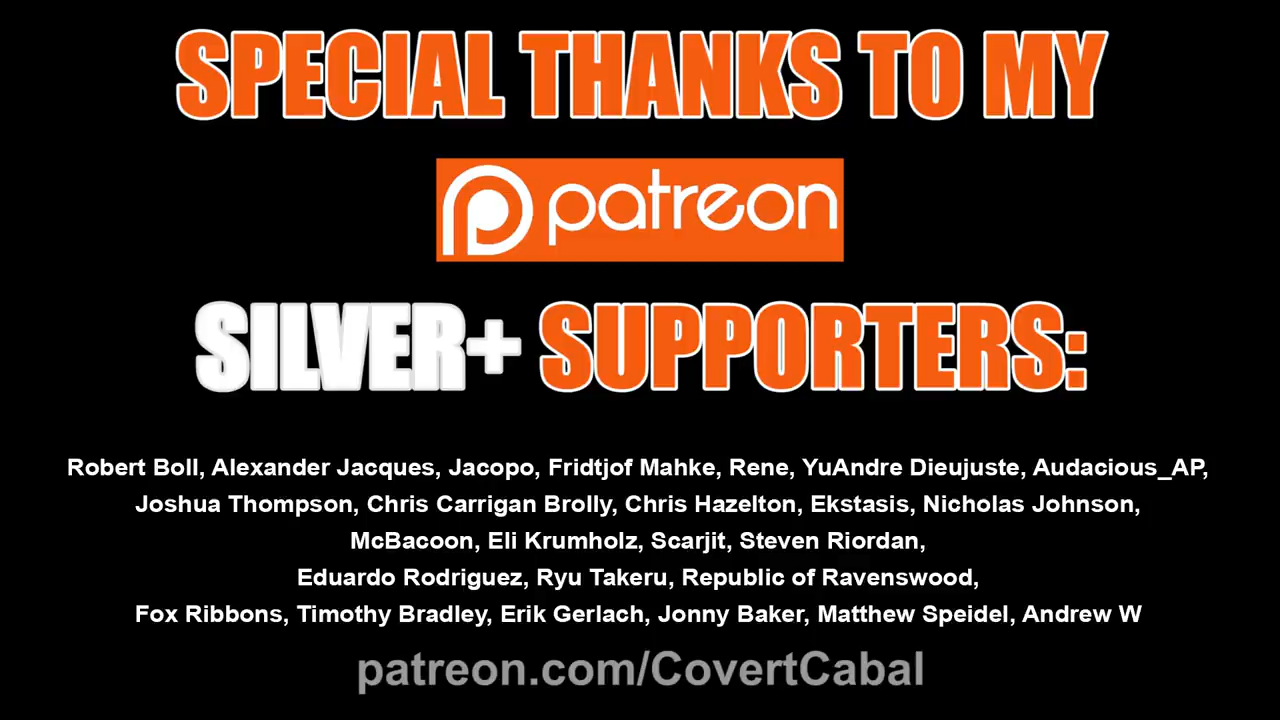 SPECIAL THANKS TO MY
patreon
SILVER+ SUPPORTERS:
Robert Boll, Alexander Jacques, Jacopo, Fridtjof Mahke, Rene, YuAndre Dieujuste, Audacious_AP,
Joshua Thompson, Chris Carrigan Brolly, Chris Hazelton, Ekstasis, Nicholas Johnson,
McBacoon, Eli Krumholz, Scarjit, Steven Riordan,
Eduardo Rodriguez, Ryu Takeru, Republic of Ravenswood,
Fox Ribbons, Timothy Bradley, Erik Gerlach, Jonny Baker, Matthew Speidel, Andrew W
patreon.com/CovertCabal